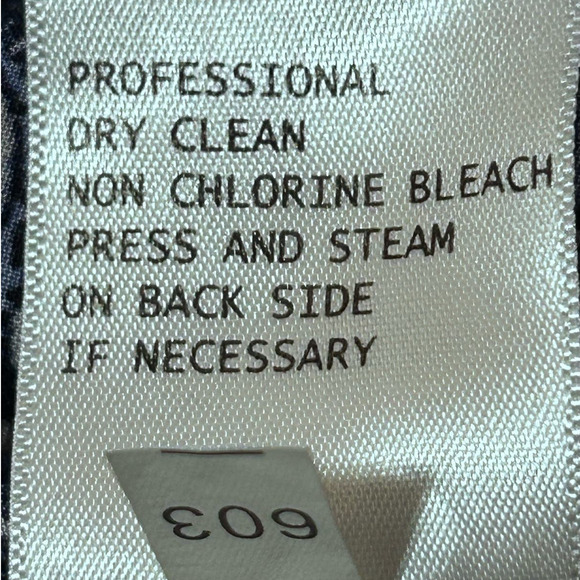 PROFESSIONAL
DRY CLEAN
NON CHLORINE BLEACH
PRESS AND STEAM
ON BACK SIDE
IF NECESSARY
603